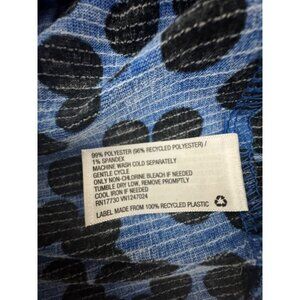 99% POLYESTER (96% RECYCLED POLYESTER) /
1% SPANDEX
MACHINE WASH COLD SEPARATELY
GENTLE CYCLE
ONLY NON-CHLORINE BLEACH IF NEEDED
TUMBLE DRY LOW, REMOVE PROMPTLY
COOL IRON IF NEEDED
RN17730 VN1247024
LABEL MADE FROM 100% RECYCLED PLASTIC